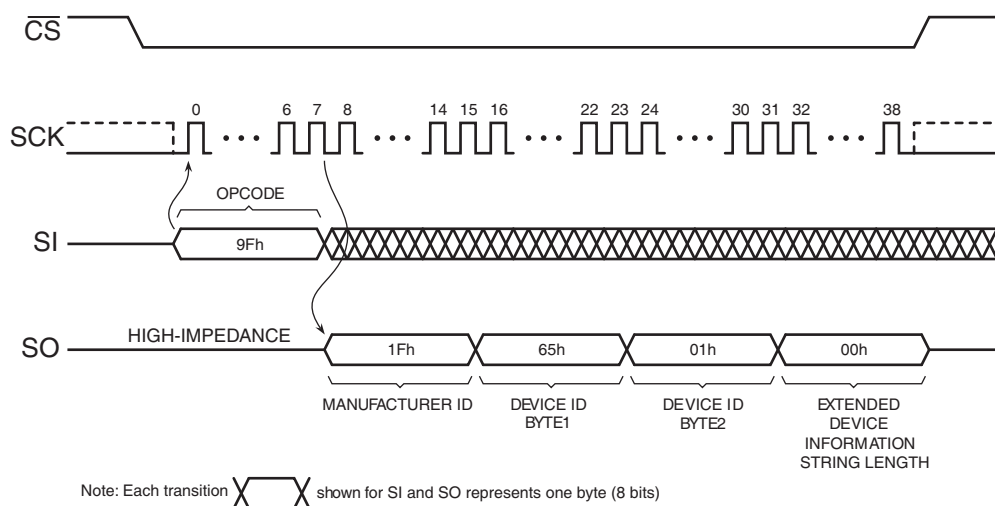 CS
SCK
0 6 7 8 14 15 16 22 23 24 30 31 32 38
OPCODE
SI
9Fh
HIGH-IMPEDANCE
SO
1Fh 65h 01h 00h
MANUFACTURER ID
DEVICE ID
BYTE1
DEVICE ID
BYTE2
EXTENDED
DEVICE
INFORMATION
STRING LENGTH
Note: Each transition shown for SI and SO represents one byte (8 bits)